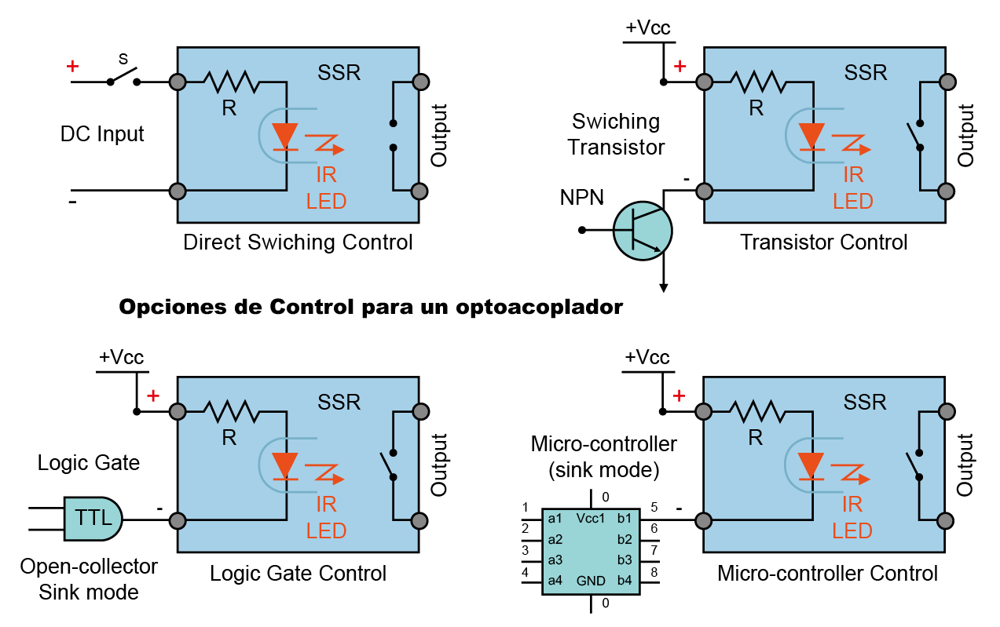 S
+
SSR
R
DC Input
IR
LED
Output
-
Direct Swiching Control
+Vcc
+
SSR
R
Swiching
Transistor
IR
LED
Output
-
NPN
Transistor Control
Opciones de Control para un optoacoplador
+Vcc
+
SSR
R
Logic Gate
IR
LED
Output
-
TTL
Open-collector
Sink mode
Logic Gate Control
+Vcc
+
SSR
R
Micro-controller
(sink mode)
IR
LED
Output
-
0
1 a1 Vcc1 b1 5
2 a2 b2 6
3 a3 b3 7
4 a4 GND b4 8
0
Micro-controller Control